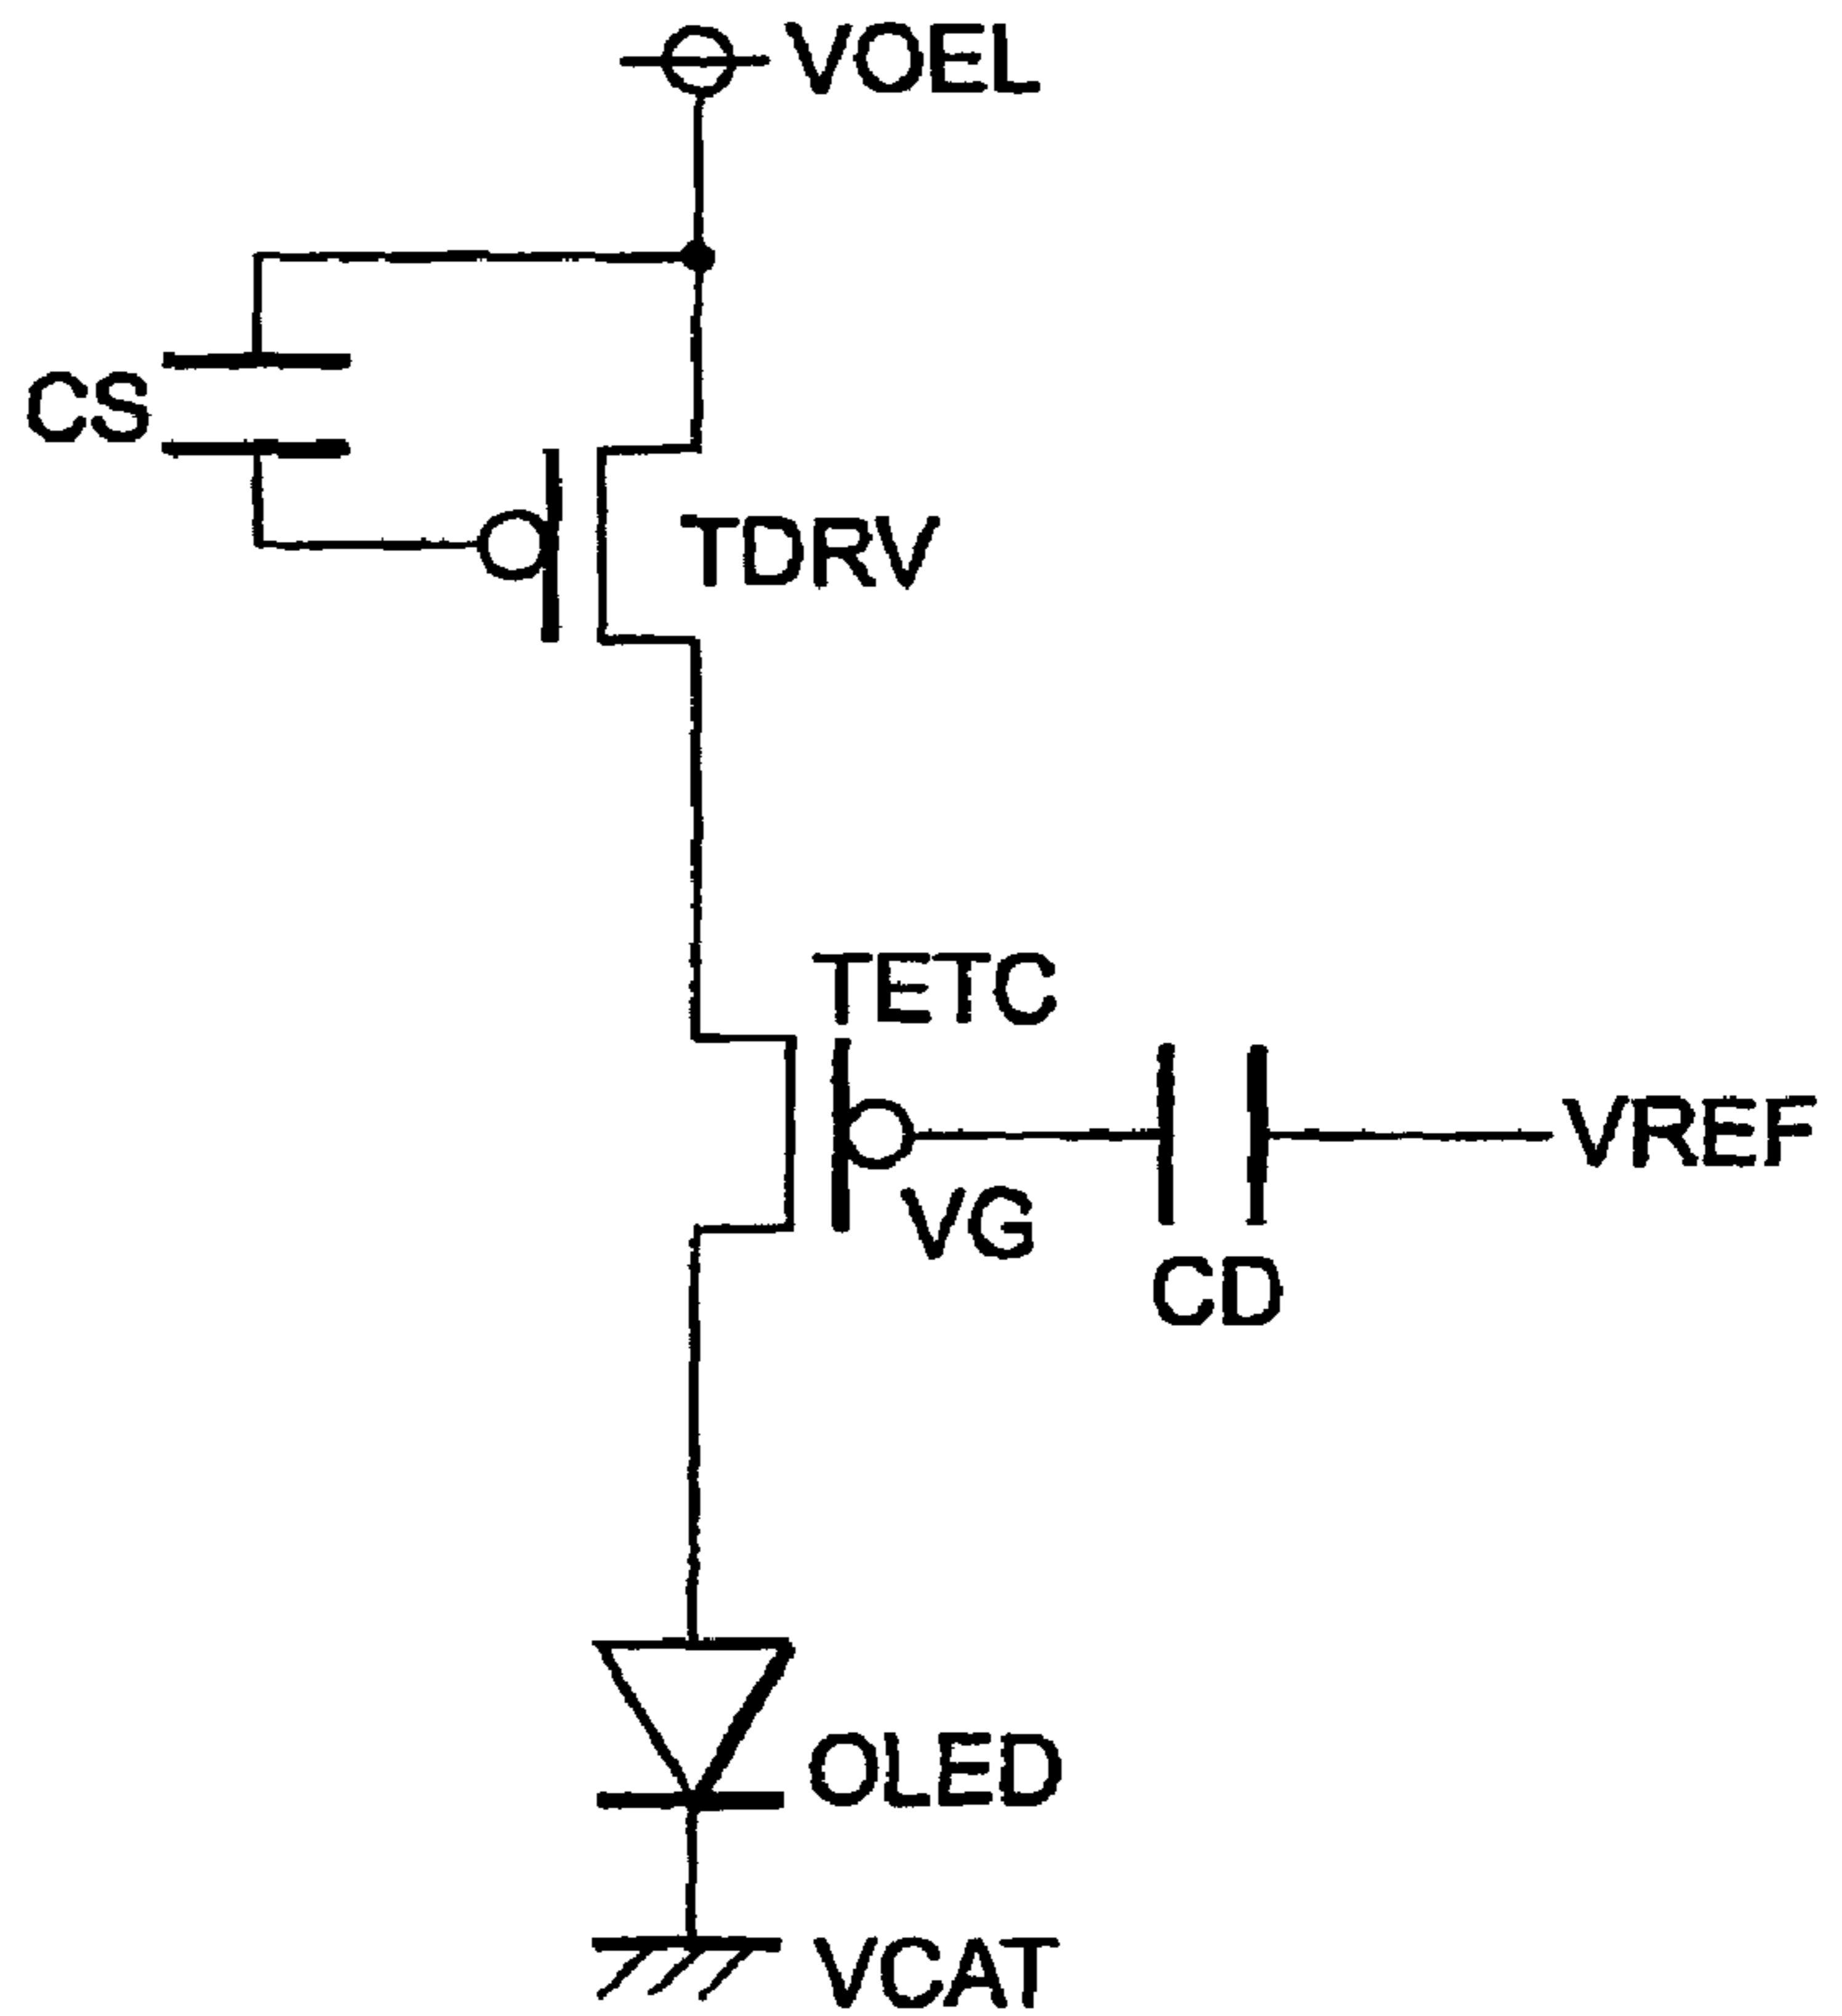 VOEL
CS
TDRV
TETC
VREF
VG
CD
OLED
VCAT